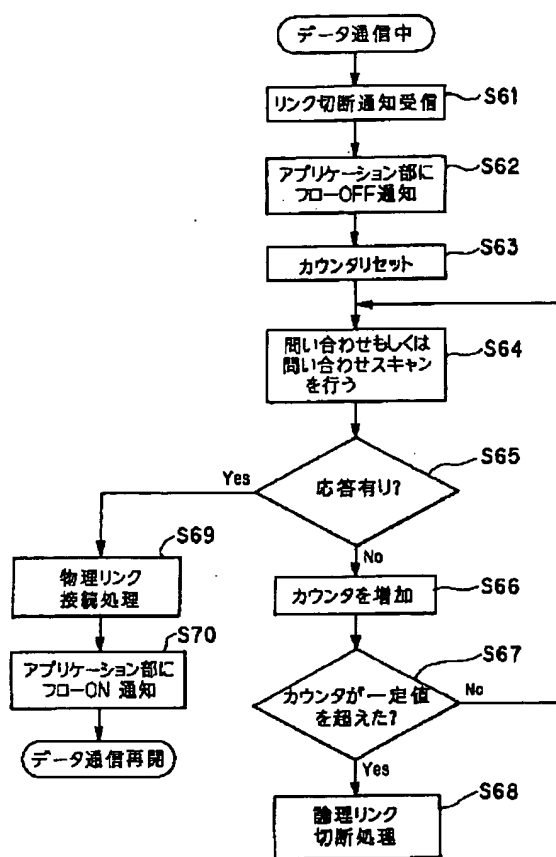 データ通信中
リンク切断通知受信
S61
アプリケーション部に
フローOFF通知
S62
カウンタリセット
S63
問い合わせもしくは
問い合わせスキャン
を行う
S64
応答有り?
S65
Yes
No
物理リンク
接続処理
S69
カウンタを増加
S66
アプリケーション部に
フローON 通知
S70
カウンタが一定値
を超えた?
S67
No
Yes
データ通信再開
論理リンク
切断処理
S68